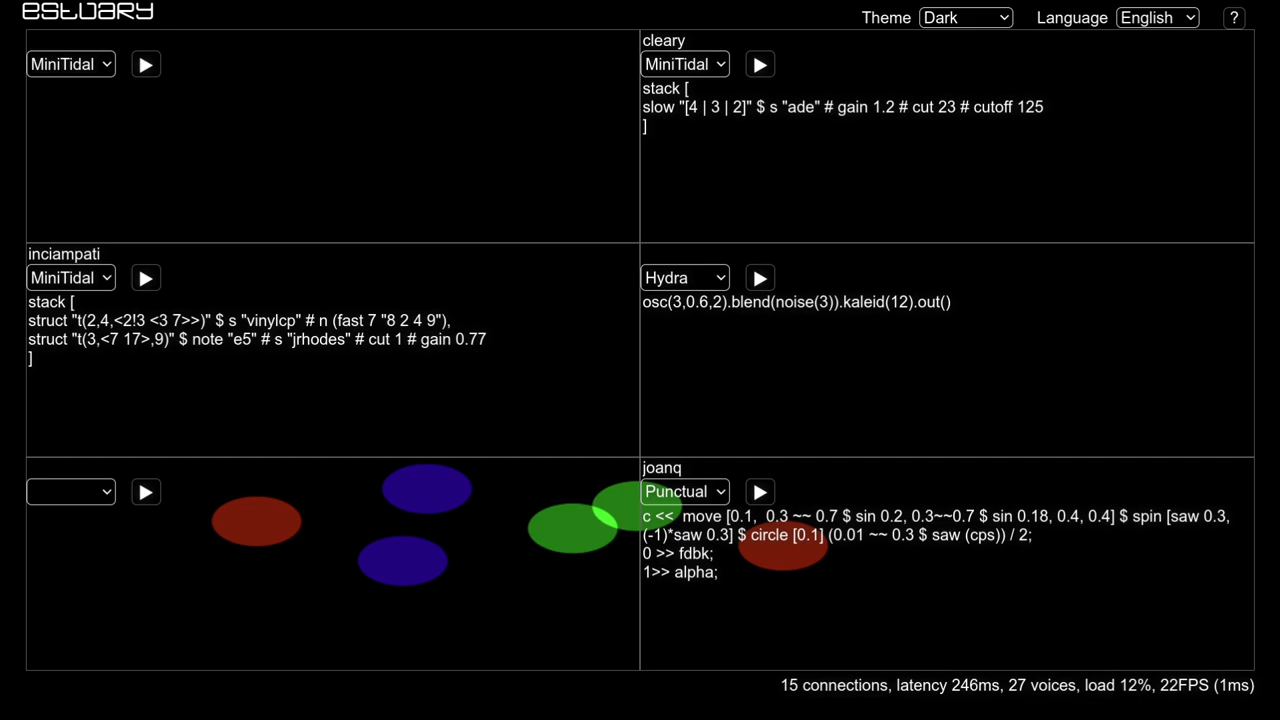 estuary
Theme Dark Language English ?
MiniTidal
cleary
MiniTidal
stack [
slow "[4 | 3 | 2]" $ s "ade" # gain 1.2 # cut 23 # cutoff 125
]
inciampati
MiniTidal
stack [
struct "t(2,4,<2!3 <3 7>>)" $ s "vinylcp" # n (fast 7 "8 2 4 9"),
struct "t(3,<7 17>,9)" $ note "e5" # s "jrhodes" # cut 1 # gain 0.77
]
Hydra
osc(3,0.6,2).blend(noise(3)).kaleid(12).out()
joanq
Punctual
c << move [0.1, 0.3 ~~ 0.7 $ sin 0.2, 0.3~~0.7 $ sin 0.18, 0.4, 0.4] $ spin [saw 0.3,
(-1)*saw 0.3] $ circle [0.1] (0.01 ~~ 0.3 $ saw (cps)) / 2;
0 >> fdbk;
1>> alpha;
15 connections, latency 246ms, 27 voices, load 12%, 22FPS (1ms)